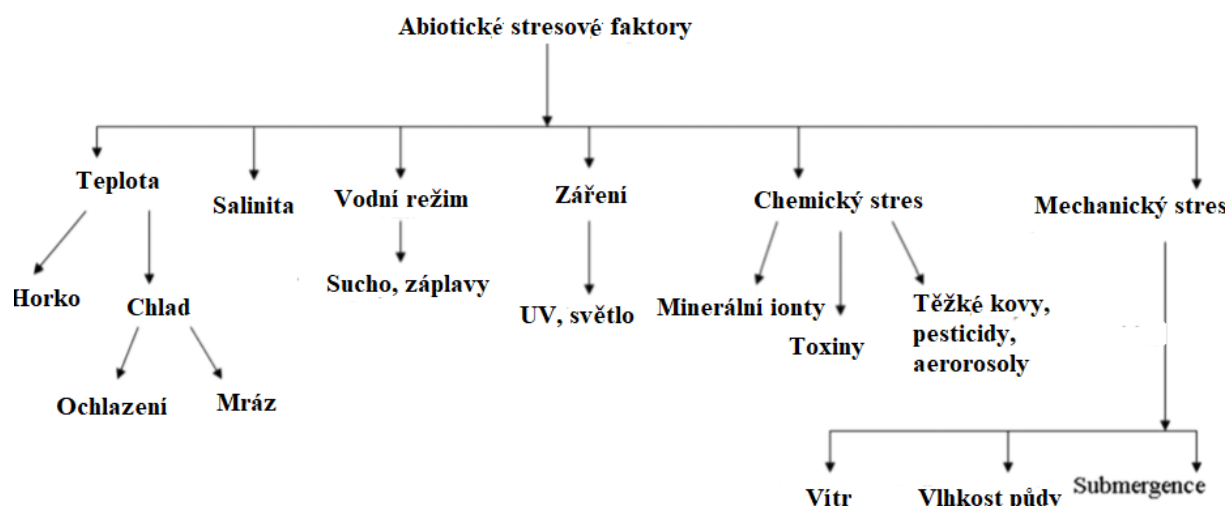 Abiotické stresové faktory
Teplota
Salinita
Vodní režim
Záření
Chemický stres
Mechanický stres
Horko
Chlad
Sucho, záplavy
UV, světlo
Minerální ionty
Toxiny
Těžké kovy,
pesticidy,
aerorosoly
Ochlazení
Mráz
Vítr
Vlhkost půdy
Submergence